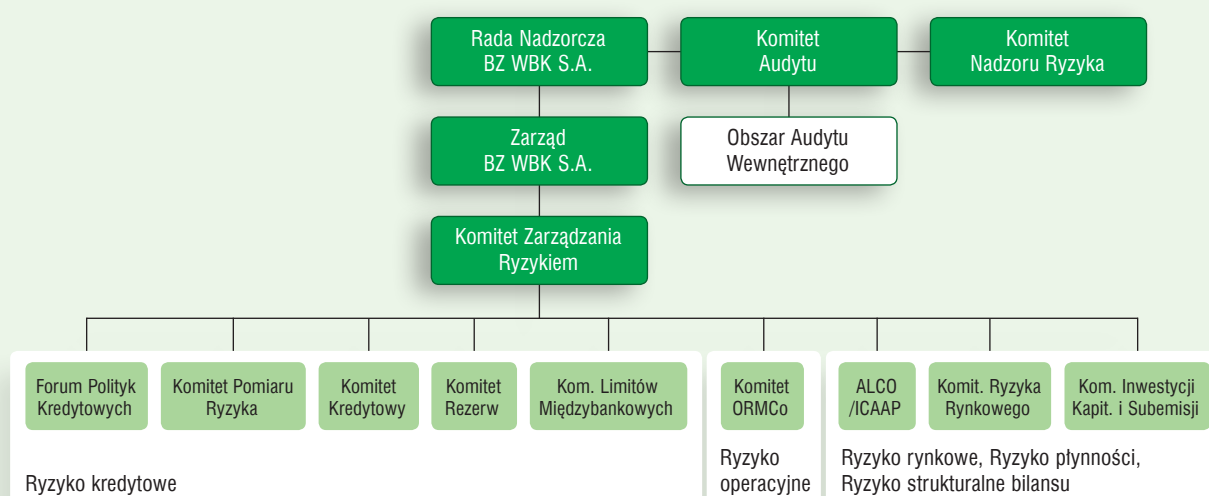 Rada Nadzorcza
BZ WBK S.A.
Komitet
Audytu
Komitet
Nadzoru Ryzyka
Zarząd
BZ WBK S.A.
Obszar Audytu
Wewnętrznego
Komitet Zarządzania
Ryzykiem
Forum Polityk
Kredytowych
Komitet Pomiaru
Ryzyka
Komitet
Kredytowy
Komitet
Rezerw
Kom. Limitów
Międzybankowych
Komitet
ORMCo
ALCO
/ICAAP
Komit. Ryzyka
Rynkowego
Kom. Inwestycji
Kapit. i Subemisji
Ryzyko kredytowe
Ryzyko
operacyjne
Ryzyko rynkowe, Ryzyko płynności,
Ryzyko strukturalne bilansu